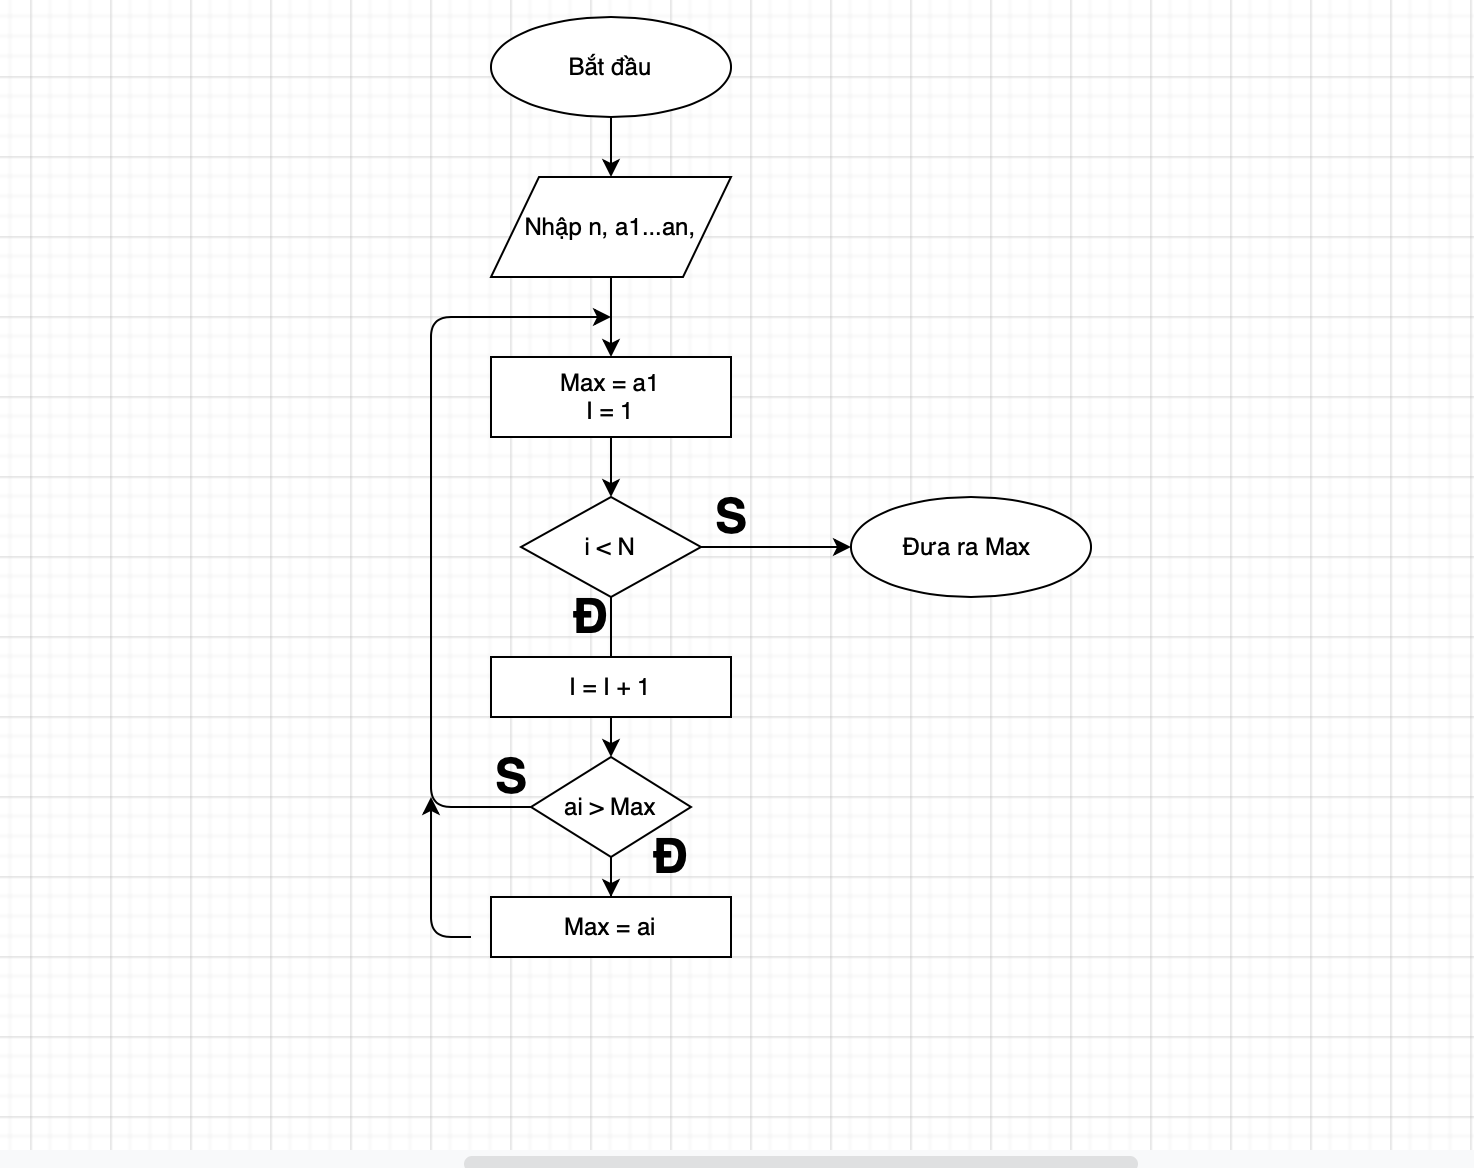 Bắt đầu
Nhập n, a1...an,
Max = a1
I = 1
i < N
S
Đưa ra Max
Đ
I = I + 1
S
ai > Max
Đ
Max = ai